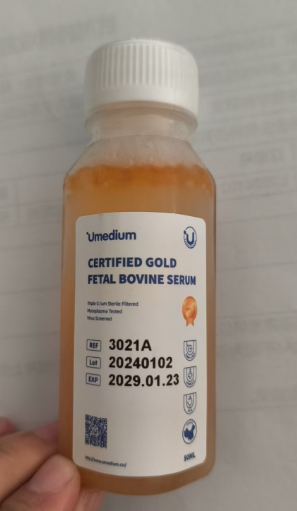 Umedium
CERTIFIED GOLD
FETAL BOVINE SERUM
Triple 0.1um Sterile Filtered
Mycoplasma Tested
Virus Screened
REF 3021A
Lot 20240102
EXP 2029.01.23
50ML